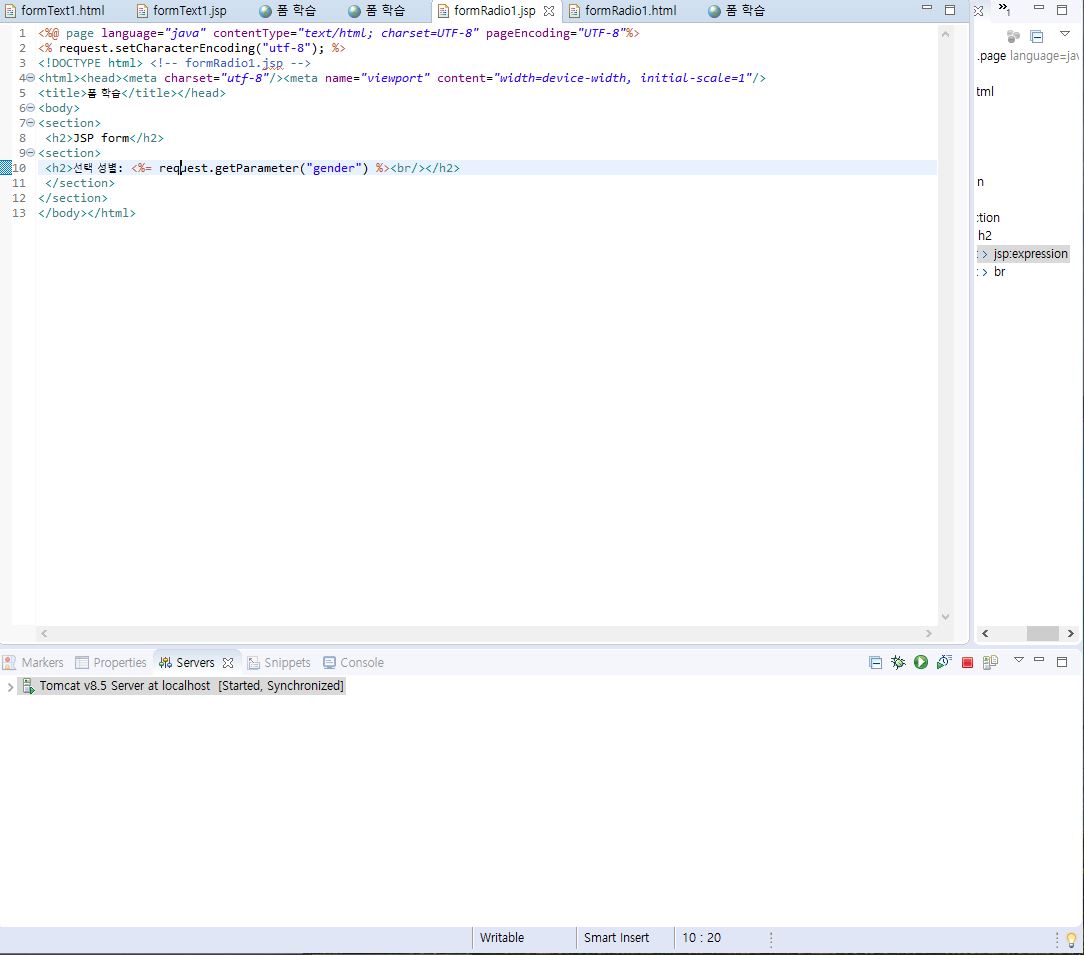 formText1.html formText1.jsp 폼 학습 폼 학습 formRadio1.jsp formRadio1.html 폼 학습 1
1 <%@ page language="java" contentType="text/html; charset=UTF-8" pageEncoding="UTF-8"%>
2 <% request.setCharacterEncoding("utf-8"); %>
3 <!DOCTYPE html> <!-- formRadio1.jsp -->
4 <html><head><meta charset="utf-8"/><meta name="viewport" content="width=device-width, initial-scale=1"/>
5 <title>폼 학습</title></head>
6 <body>
7 <section>
8 <h2>JSP form</h2>
9 <section>
10 <h2>선택 성별: <%= request.getParameter("gender") %><br/></h2>
11 </section>
12 </section>
13 </body></html>
.page language=jav
tml
n
:tion
h2
jsp:expression
br
Markers Properties Servers Snippets Console
Tomcat v8.5 Server at localhost [Started, Synchronized]
Writable Smart Insert 10 : 20